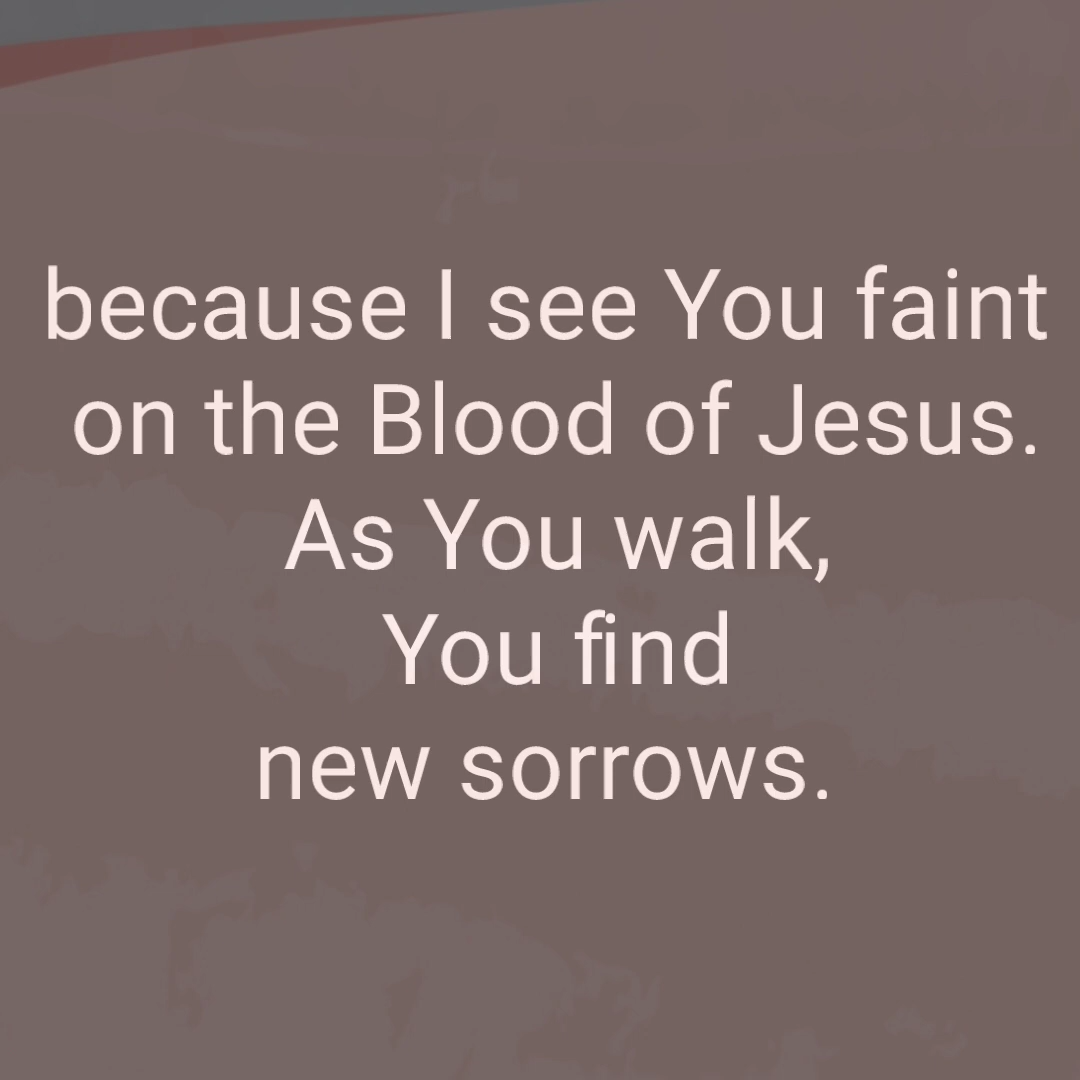 because I see You faint
on the Blood of Jesus.
As You walk,
You find
new sorrows.